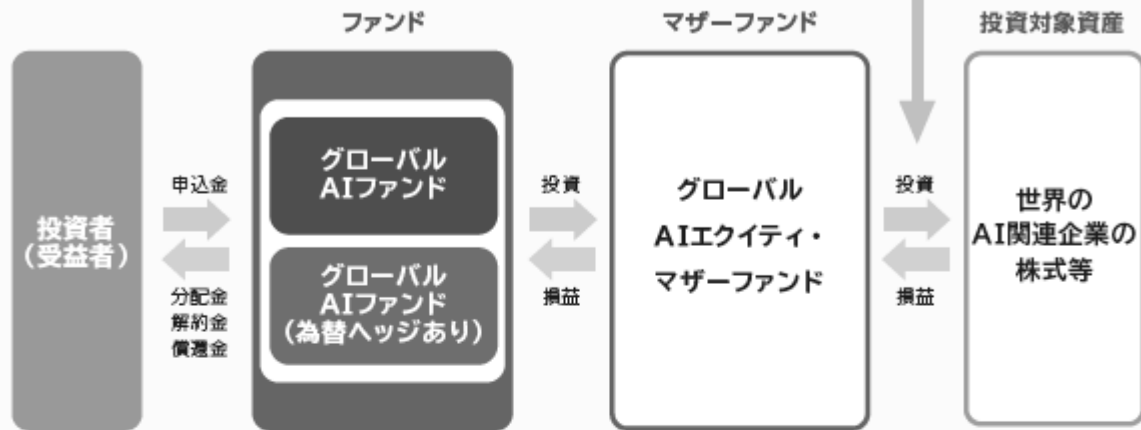 ファンド
マザーファンド
投資対象資産
投資者
（受益者）
申込金
分配金
解約金
償還金
グローバル
AIファンド
グローバル
AIファンド
（為替ヘッジあり）
投資
損益
グローバル
AIエクイティ・
マザーファンド
投資
損益
世界の
AI関連企業の
株式等